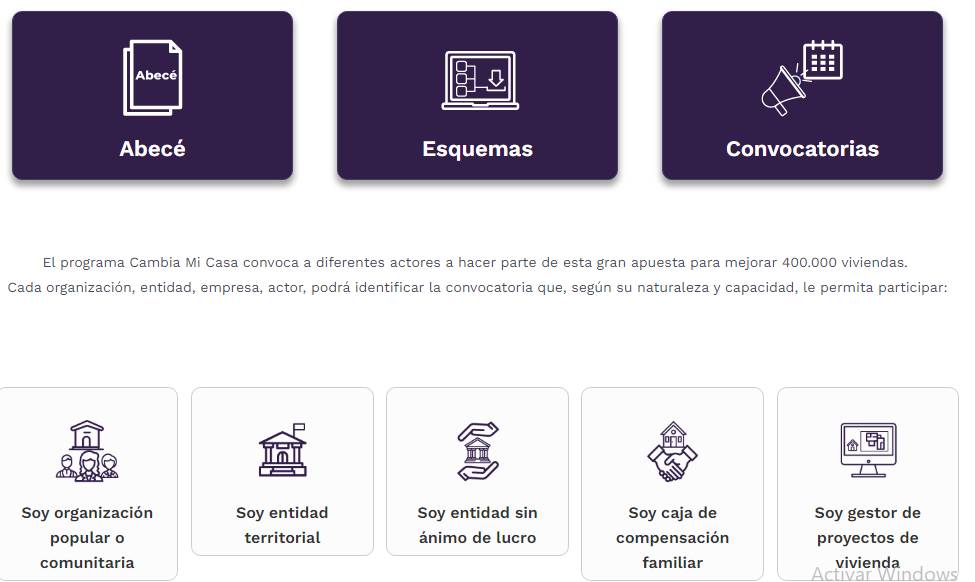 Abecé
Abecé
Esquemas
Convocatorias
El programa Cambia Mi Casa convoca a diferentes actores a hacer parte de esta gran apuesta para mejorar 400.000 viviendas.
Cada organización, entidad, empresa, actor, podrá identificar la convocatoria que, según su naturaleza y capacidad, le permita participar:
Soy organización
popular o
comunitaria
Soy entidad
territorial
Soy entidad sin
ánimo de lucro
Soy caja de
compensación
familiar
Soy gestor de
proyectos de
vivienda
Activar Windows